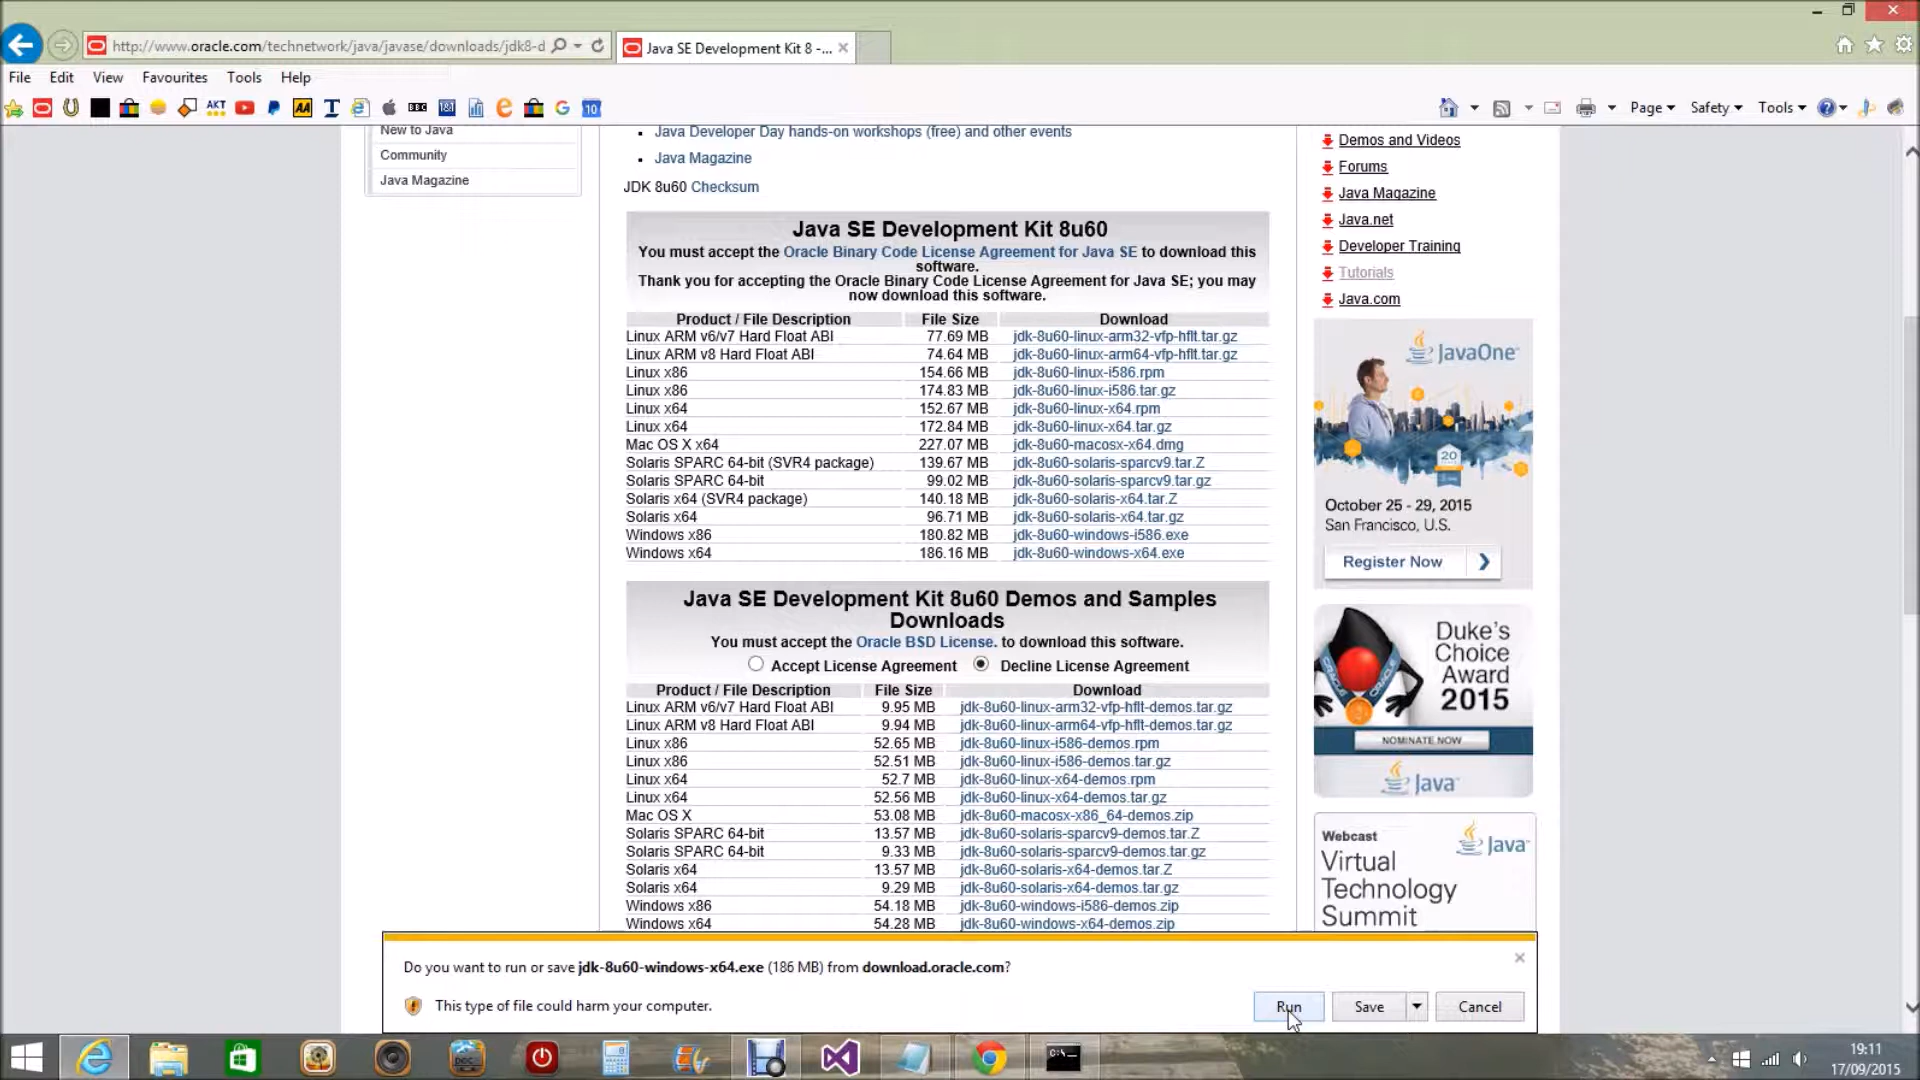 http://www.oracle.com/technetwork/java/javase/downloads/jdk8-d
Java SE Development Kit 8 -...
File Edit View Favourites Tools Help
AKT AA T BBC 1&1 G 10
Page Safety Tools
New to Java
Community
Java Magazine
Java Developer Day hands-on workshops (free) and other events
Java Magazine
JDK 8u60 Checksum
Java SE Development Kit 8u60
You must accept the Oracle Binary Code License Agreement for Java SE to download this
software.
Thank you for accepting the Oracle Binary Code License Agreement for Java SE; you may
now download this software.
Product / File Description File Size Download
Linux ARM v6/v7 Hard Float ABI 77.69 MB jdk-8u60-linux-arm32-vfp-hflt.tar.gz
Linux ARM v8 Hard Float ABI 74.64 MB jdk-8u60-linux-arm64-vfp-hflt.tar.gz
Linux x86 154.66 MB jdk-8u60-linux-i586.rpm
Linux x86 174.83 MB jdk-8u60-linux-i586.tar.gz
Linux x64 152.67 MB jdk-8u60-linux-x64.rpm
Linux x64 172.84 MB jdk-8u60-linux-x64.tar.gz
Mac OS X x64 227.07 MB jdk-8u60-macosx-x64.dmg
Solaris SPARC 64-bit (SVR4 package) 139.67 MB jdk-8u60-solaris-sparcv9.tar.Z
Solaris SPARC 64-bit 99.02 MB jdk-8u60-solaris-sparcv9.tar.gz
Solaris x64 (SVR4 package) 140.18 MB jdk-8u60-solaris-x64.tar.Z
Solaris x64 96.71 MB jdk-8u60-solaris-x64.tar.gz
Windows x86 180.82 MB jdk-8u60-windows-i586.exe
Windows x64 186.16 MB jdk-8u60-windows-x64.exe
Java SE Development Kit 8u60 Demos and Samples
Downloads
You must accept the Oracle BSD License. to download this software.
Accept License Agreement Decline License Agreement
Product / File Description File Size Download
Linux ARM v6/v7 Hard Float ABI 9.95 MB jdk-8u60-linux-arm32-vfp-hflt-demos.tar.gz
Linux ARM v8 Hard Float ABI 9.94 MB jdk-8u60-linux-arm64-vfp-hflt-demos.tar.gz
Linux x86 52.65 MB jdk-8u60-linux-i586-demos.rpm
Linux x86 52.51 MB jdk-8u60-linux-i586-demos.tar.gz
Linux x64 52.7 MB jdk-8u60-linux-x64-demos.rpm
Linux x64 52.56 MB jdk-8u60-linux-x64-demos.tar.gz
Mac OS X 53.08 MB jdk-8u60-macosx-x86_64-demos.zip
Solaris SPARC 64-bit 13.57 MB jdk-8u60-solaris-sparcv9-demos.tar.Z
Solaris SPARC 64-bit 9.33 MB jdk-8u60-solaris-sparcv9-demos.tar.gz
Solaris x64 13.57 MB jdk-8u60-solaris-x64-demos.tar.Z
Solaris x64 9.29 MB jdk-8u60-solaris-x64-demos.tar.gz
Windows x86 54.18 MB jdk-8u60-windows-i586-demos.zip
Windows x64 54.28 MB jdk-8u60-windows-x64-demos.zip
Demos and Videos
Forums
Java Magazine
Java.net
Developer Training
Tutorials
Java.com
JavaOne
20
October 25 - 29, 2015
San Francisco, U.S.
Register Now
Duke's
Choice
Award
2015
NOMINATE NOW
Java
Webcast
Java
Virtual
Technology
Summit
Do you want to run or save jdk-8u60-windows-x64.exe (186 MB) from download.oracle.com?
This type of file could harm your computer.
Run Save Cancel
19:11
17/09/2015